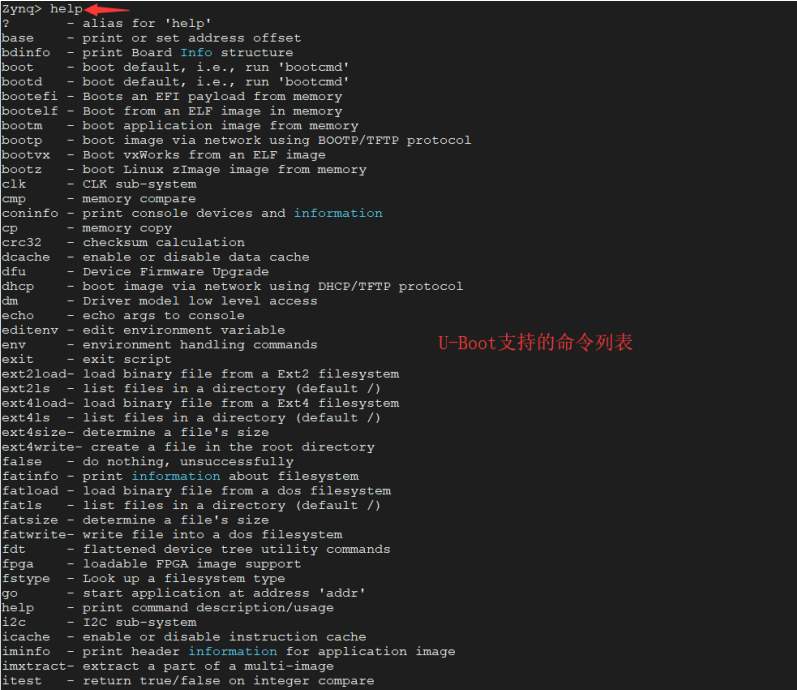 Zynq> help
?       - alias for 'help'
base    - print or set address offset
bdinfo  - print Board Info structure
boot    - boot default, i.e., run 'bootcmd'
bootd   - boot default, i.e., run 'bootcmd'
bootefi - Boots an EFI payload from memory
bootelf - Boot from an ELF image in memory
bootm   - boot application image from memory
bootp   - boot image via network using BOOTP/TFTP protocol
bootvx  - Boot vxWorks from an ELF image
bootz   - boot Linux zImage image from memory
clk     - CLK sub-system
cmp     - memory compare
coninfo - print console devices and information
cp      - memory copy
crc32   - checksum calculation
dcache  - enable or disable data cache
dfu     - Device Firmware Upgrade
dhcp    - boot image via network using DHCP/TFTP protocol
dm      - Driver model low level access
echo    - echo args to console
editenv - edit environment variable
env     - environment handling commands
U-Boot支持的命令列表
exit    - exit script
ext2load- load binary file from a Ext2 filesystem
ext2ls  - list files in a directory (default /)
ext4load- load binary file from a Ext4 filesystem
ext4ls  - list files in a directory (default /)
ext4size- determine a file's size
ext4write- create a file in the root directory
false   - do nothing, unsuccessfully
fatinfo - print information about filesystem
fatload - load binary file from a dos filesystem
fatls   - list files in a directory (default /)
fatsize - determine a file's size
fatwrite- write file into a dos filesystem
fdt     - flattened device tree utility commands
fpga    - loadable FPGA image support
fstype  - Look up a filesystem type
go      - start application at address 'addr'
help    - print command description/usage
i2c     - I2C sub-system
icache  - enable or disable instruction cache
iminfo  - print header information for application image
imxtract- extract a part of a multi-image
itest   - return true/false on integer compare